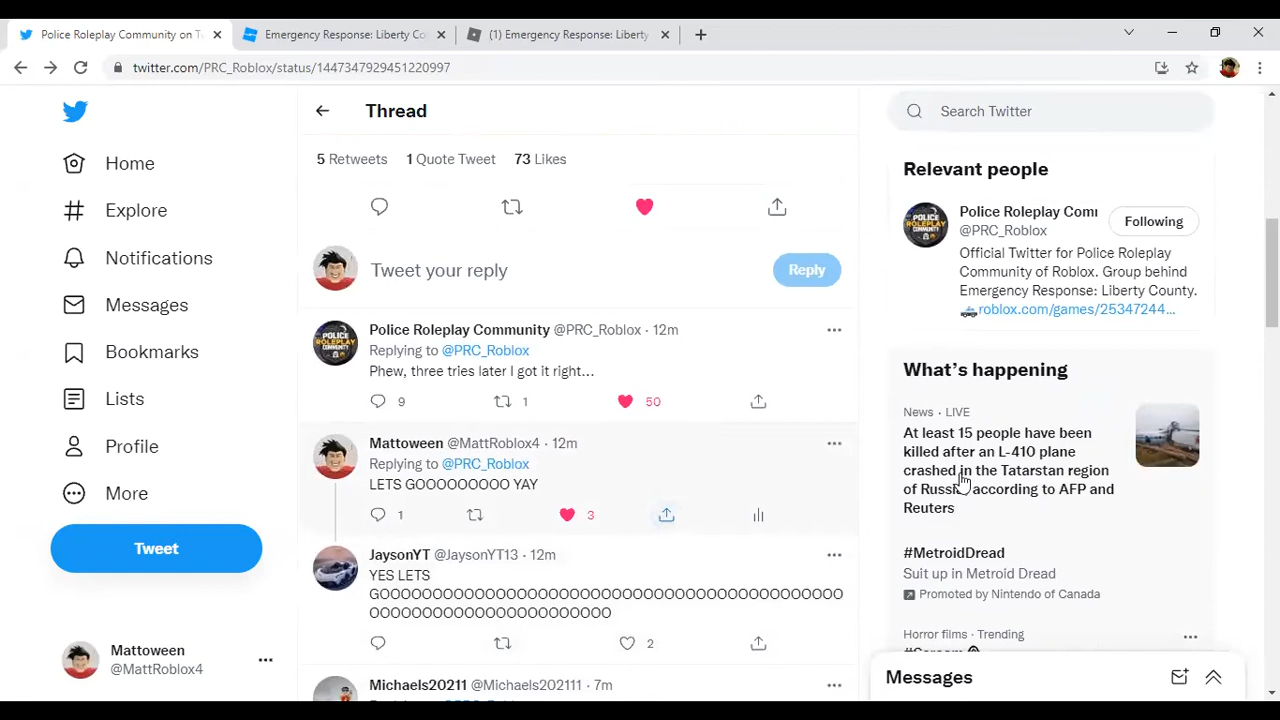 Police Roleplay Community on T
Emergency Response: Liberty Co
(1) Emergency Response: Liberty
twitter.com/PRC_Roblox/status/1447347929451220997
Home
Explore
Notifications
Messages
Bookmarks
Lists
Profile
More
Tweet
Mattoween
@MattRoblox4
Thread
5 Retweets 1 Quote Tweet 73 Likes
Tweet your reply
Reply
Police Roleplay Community @PRC_Roblox · 12m
Replying to @PRC_Roblox
Phew, three tries later I got it right...
9 1 50
Mattoween @MattRoblox4 · 12m
Replying to @PRC_Roblox
LETS GOOOOOOOOO YAY
1 3
JaysonYT @JaysonYT13 · 12m
YES LETS
GOOOOOOOOOOOOOOOOOOOOOOOOOOOOOOOOOOOOOOO
OOOOOOOOOOOOOOOOOOOOOOO
2
Michaels20211 @Michaels202111 · 7m
Search Twitter
Relevant people
Police Roleplay Comm
@PRC_Roblox
Following
Official Twitter for Police Roleplay
Community of Roblox. Group behind
Emergency Response: Liberty County.
roblox.com/games/25347244...
What's happening
News · LIVE
At least 15 people have been
killed after an L-410 plane
crashed in the Tatarstan region
of Russia, according to AFP and
Reuters
#MetroidDread
Suit up in Metroid Dread
Promoted by Nintendo of Canada
Horror films · Trending
Messages